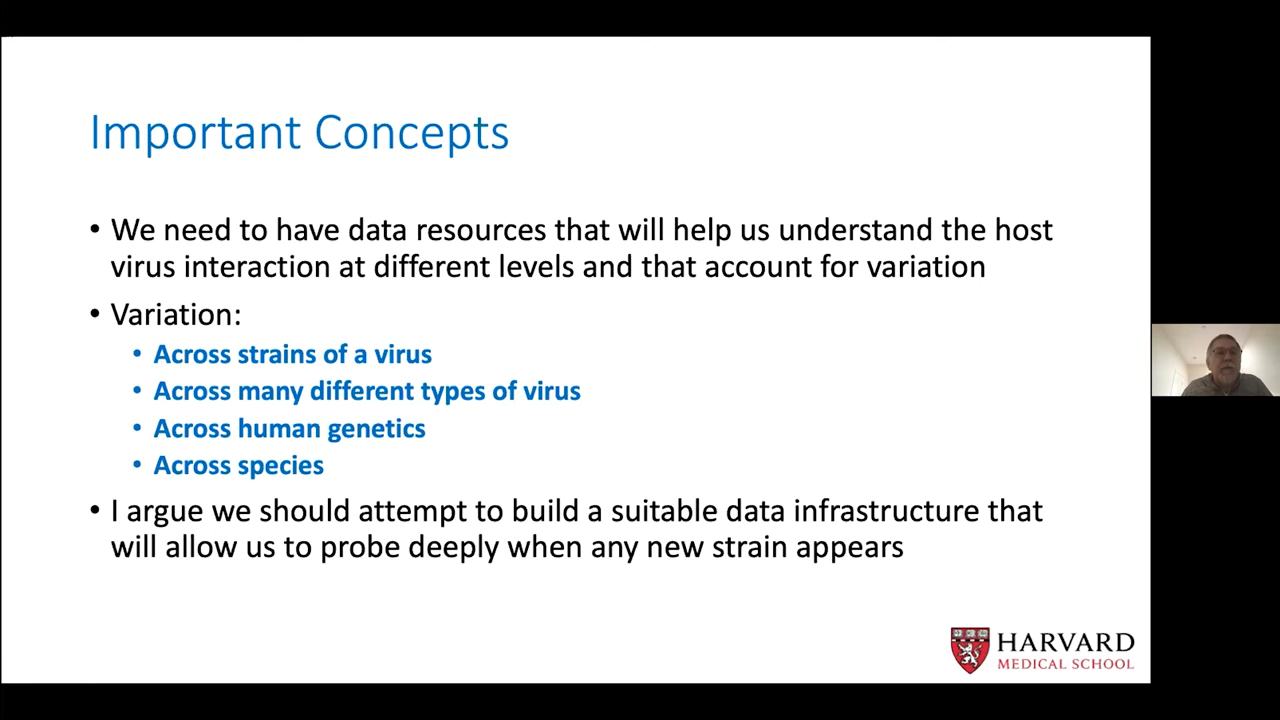 Important Concepts
• We need to have data resources that will help us understand the host
virus interaction at different levels and that account for variation
• Variation:
• Across strains of a virus
• Across many different types of virus
• Across human genetics
• Across species
• I argue we should attempt to build a suitable data infrastructure that
will allow us to probe deeply when any new strain appears
HARVARD
MEDICAL SCHOOL